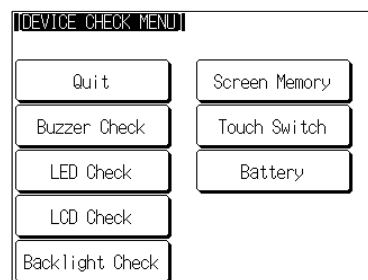 [DEVICE CHECK MENU]
Quit
Buzzer Check
LED Check
LCD Check
Backlight Check
Screen Memory
Touch Switch
Battery